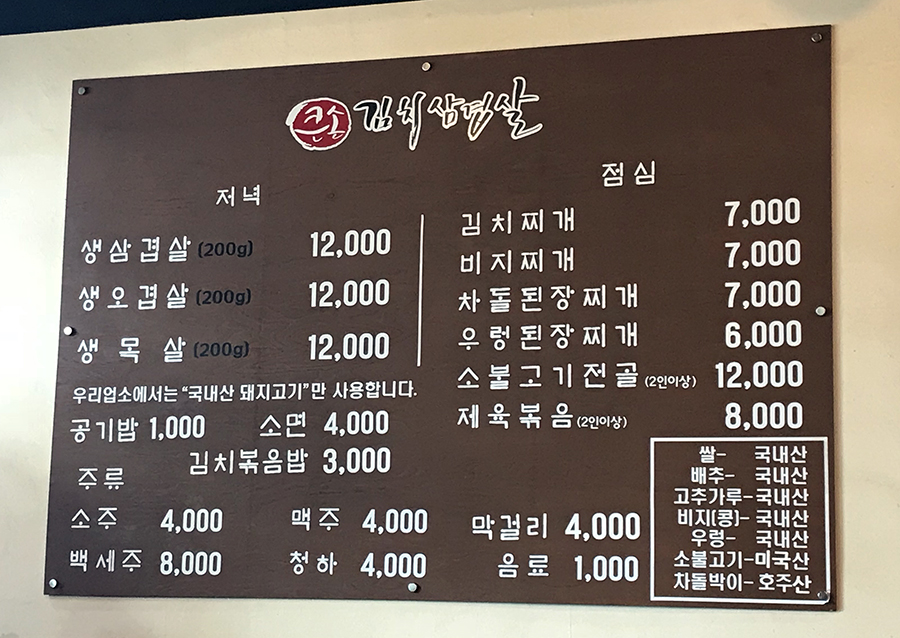 큰손 김치삼겹살
저녁
생삼겹살 (200g) 12,000
생오겹살 (200g) 12,000
생목살 (200g) 12,000
우리업소에서는 "국내산 돼지고기"만 사용합니다.
공기밥 1,000 소면 4,000
김치볶음밥 3,000
점심
김치찌개 7,000
비지찌개 7,000
차돌된장찌개 7,000
우렁된장찌개 6,000
소불고기전골 (2인이상) 12,000
제육볶음 (2인이상) 8,000
주류
소주 4,000 맥주 4,000 막걸리 4,000
백세주 8,000 청하 4,000 음료 1,000
쌀- 국내산
배추- 국내산
고추가루- 국내산
비지(콩)- 국내산
우렁- 국내산
소불고기- 미국산
차돌박이- 호주산